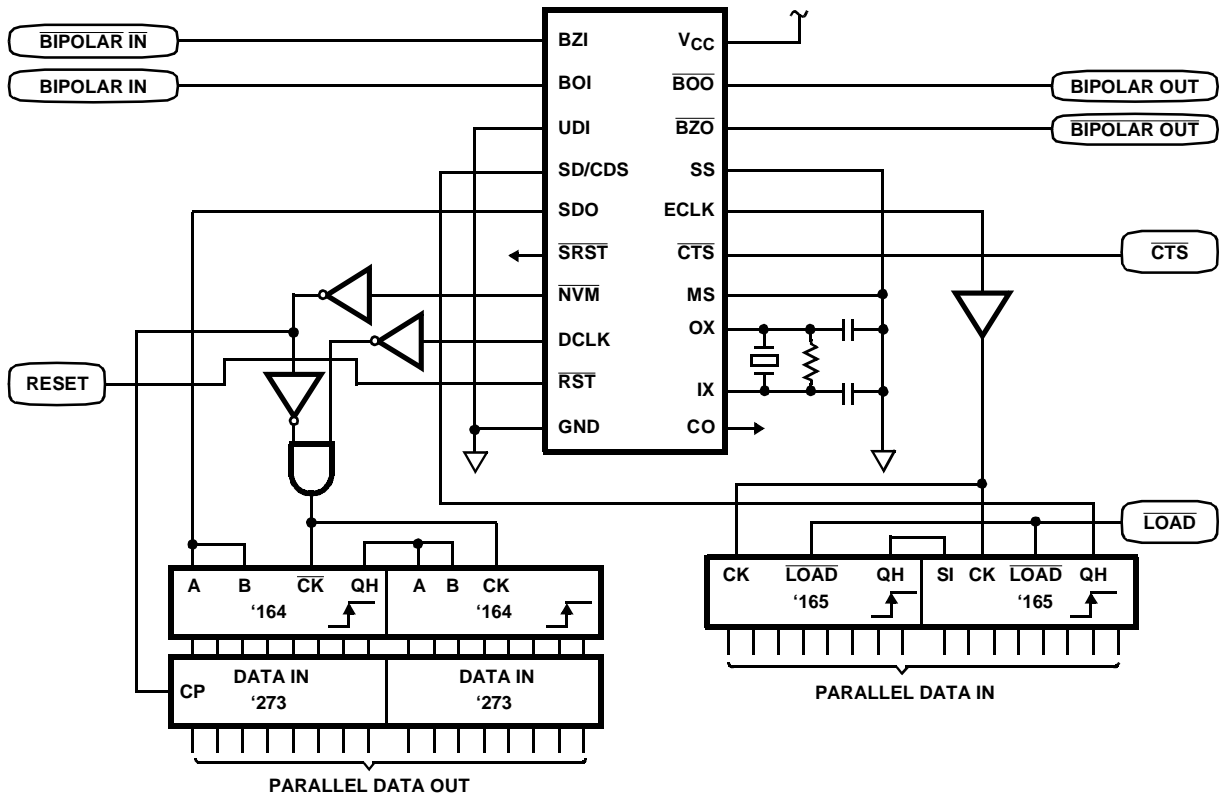 BIPOLAR IN
BIPOLAR IN
RESET
BZI
BOI
UDI
SD/CDS
SDO
SRST
NVM
DCLK
RST
GND
VCC
BOO
BZO
SS
ECLK
CTS
MS
OX
IX
CO
BIPOLAR OUT
BIPOLAR OUT
CTS
LOAD
A B CK QH A B CK
‘164 ‘164
CP DATA IN DATA IN
‘273 ‘273
PARALLEL DATA OUT
CK LOAD QH SI CK LOAD QH
‘165 ‘165
PARALLEL DATA IN